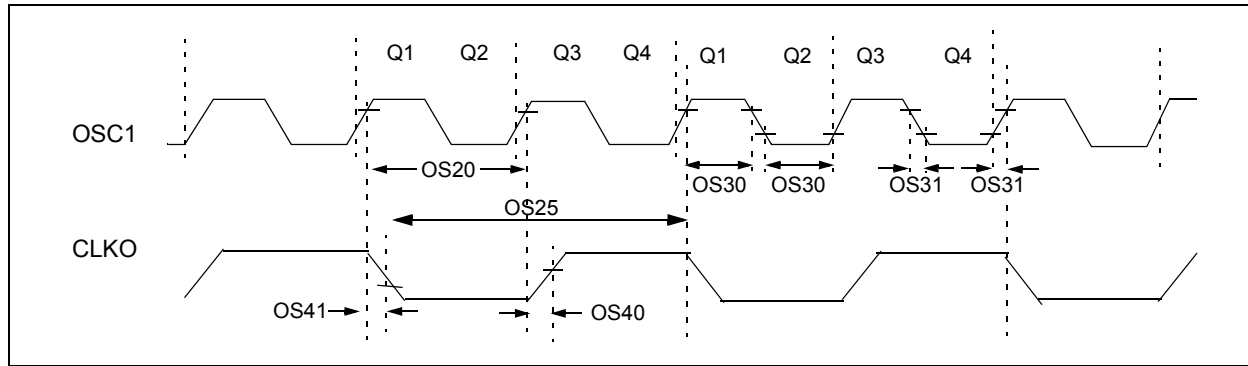 Q1 Q2 Q3 Q4 Q1 Q2 Q3 Q4
OSC1
OS20 OS30 OS30 OS31 OS31
OS25
CLKO
OS41 OS40